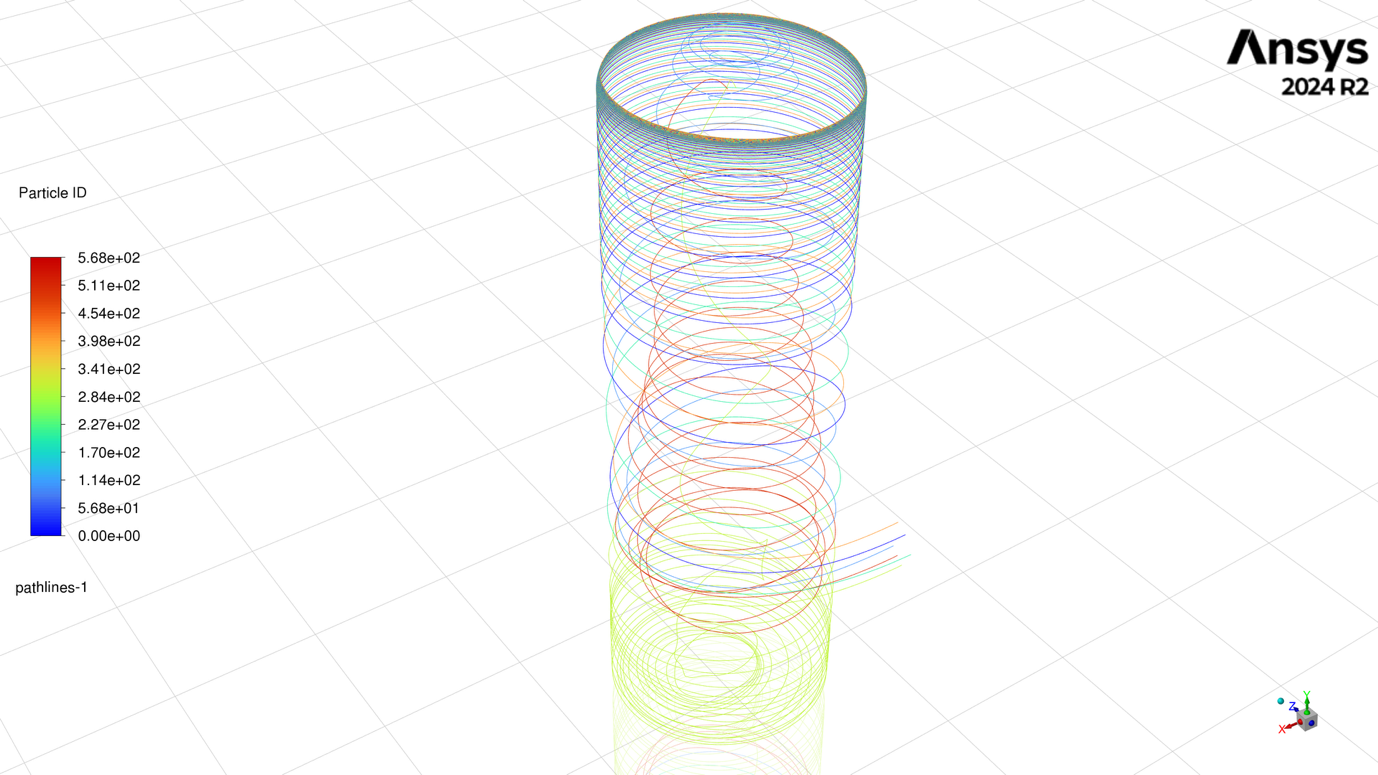 Ansys
2024 R2
Particle ID
5.68e+02
5.11e+02
4.54e+02
3.98e+02
3.41e+02
2.84e+02
2.27e+02
1.70e+02
1.14e+02
5.68e+01
0.00e+00
pathlines-1
Y
Z
X